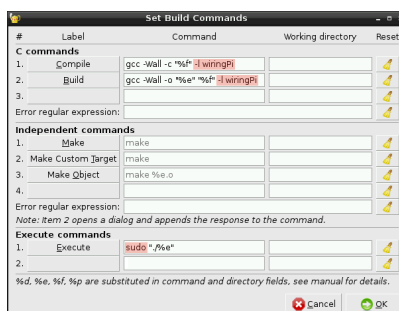 Set Build Commands
# Label Command Working directory Reset
C commands
1. Compile gcc -Wall -c "%f" -l wiringPi
2. Build gcc -Wall -o "%e" "%f" -l wiringPi
3.
Error regular expression:
Independent commands
1. Make make
2. Make Custom Target make
3. Make Object make %e.o
4.
Error regular expression:
Note: Item 2 opens a dialog and appends the response to the command.
Execute commands
1. Execute sudo "./%e"
2.
%d, %e, %f, %p are substituted in command and directory fields, see manual for details.
Cancel OK